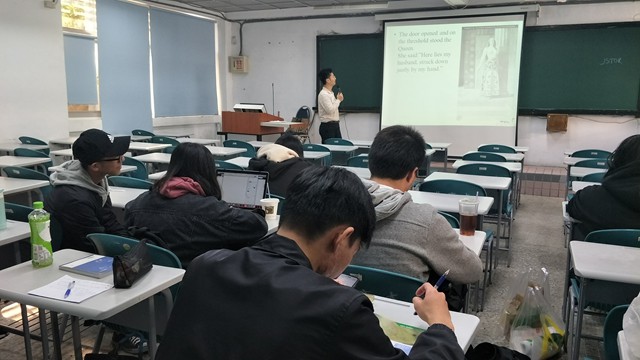 • The door opened and on
the threshold stood the
Queen.
She said "Here lies my
husband, struck down
justly by my hand."